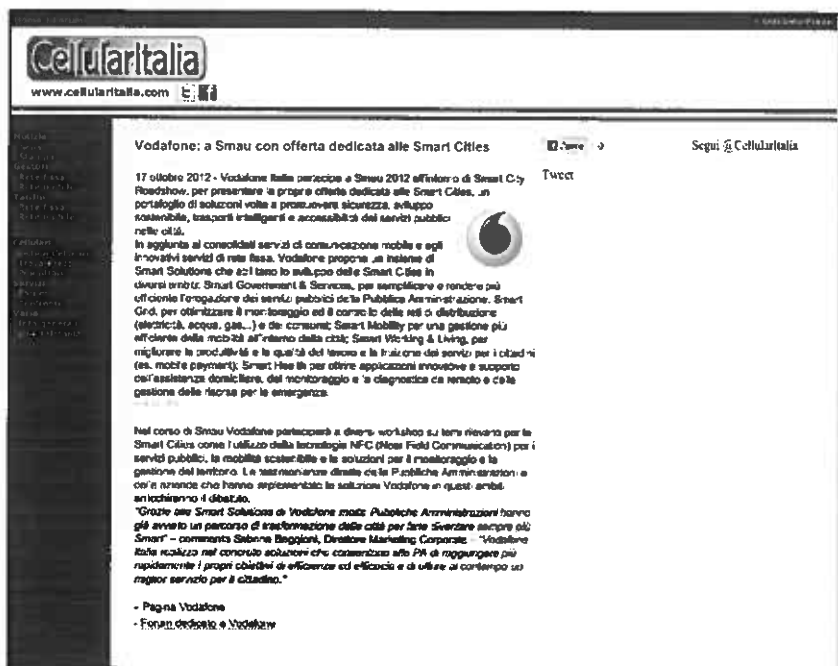 CellularItalia
www.cellularitalia.com
Notizie
Gestori
Tariffe
Cellulari
Servizi
Varie
Vodafone: a Smau con offerta dedicata alle Smart Cities
Segui @CellularItalia
Tweet
17 ottobre 2012 - Vodafone Italia partecipa a Smau 2012 all'interno di Smart City
Roadshow, per presentare la propria offerta dedicata alle Smart Cities, un
portafoglio di soluzioni volte a promuovere sicurezza, sviluppo
sostenibile, trasporti intelligenti e accessibilità dei servizi pubblici
nelle città.
In aggiunta ai consolidati servizi di comunicazione mobile e agli
innovativi servizi di rete fissa, Vodafone propone un insieme di
Smart Solutions che abilitano lo sviluppo delle Smart Cities in
diversi ambiti: Smart Government & Services, per semplificare e rendere più
efficiente l'erogazione dei servizi pubblici della Pubblica Amministrazione; Smart
Grid, per ottimizzare il monitoraggio ed il controllo delle reti di distribuzione
(elettricità, acqua, gas...) e dei consumi; Smart Mobility per una gestione più
efficiente della mobilità all'interno della città; Smart Working & Living, per
migliorare la produttività e la qualità del lavoro e la fruizione dei servizi per i cittadini
(es. mobile payment); Smart Health per offrire applicazioni innovative a supporto
dell'assistenza domiciliare, del monitoraggio e la diagnostica da remoto e della
gestione delle risorse per le emergenze.
Nel corso di Smau Vodafone parteciperà a diversi workshop su temi rilevanti per le
Smart Cities come l'utilizzo della tecnologia NFC (Near Field Communication) per i
servizi pubblici, la mobilità sostenibile e le soluzioni per il monitoraggio e la
gestione del territorio. Le testimonianze dirette delle Pubbliche Amministrazioni e
delle aziende che hanno implementato le soluzioni Vodafone in questi ambiti
arricchiranno il dibattito.
"Grazie alle Smart Solutions di Vodafone molte Pubbliche Amministrazioni hanno
già avviato un percorso di trasformazione delle città per farle diventare sempre più
Smart" – commenta Sabrina Baggioni, Direttore Marketing Corporate – "Vodafone
Italia realizza nel concreto soluzioni che consentono alle PA di raggiungere più
rapidamente i propri obiettivi di efficienza ed efficacia e di offrire al contempo un
miglior servizio per il cittadino."
- Pagina Vodafone
- Forum dedicato a Vodafone